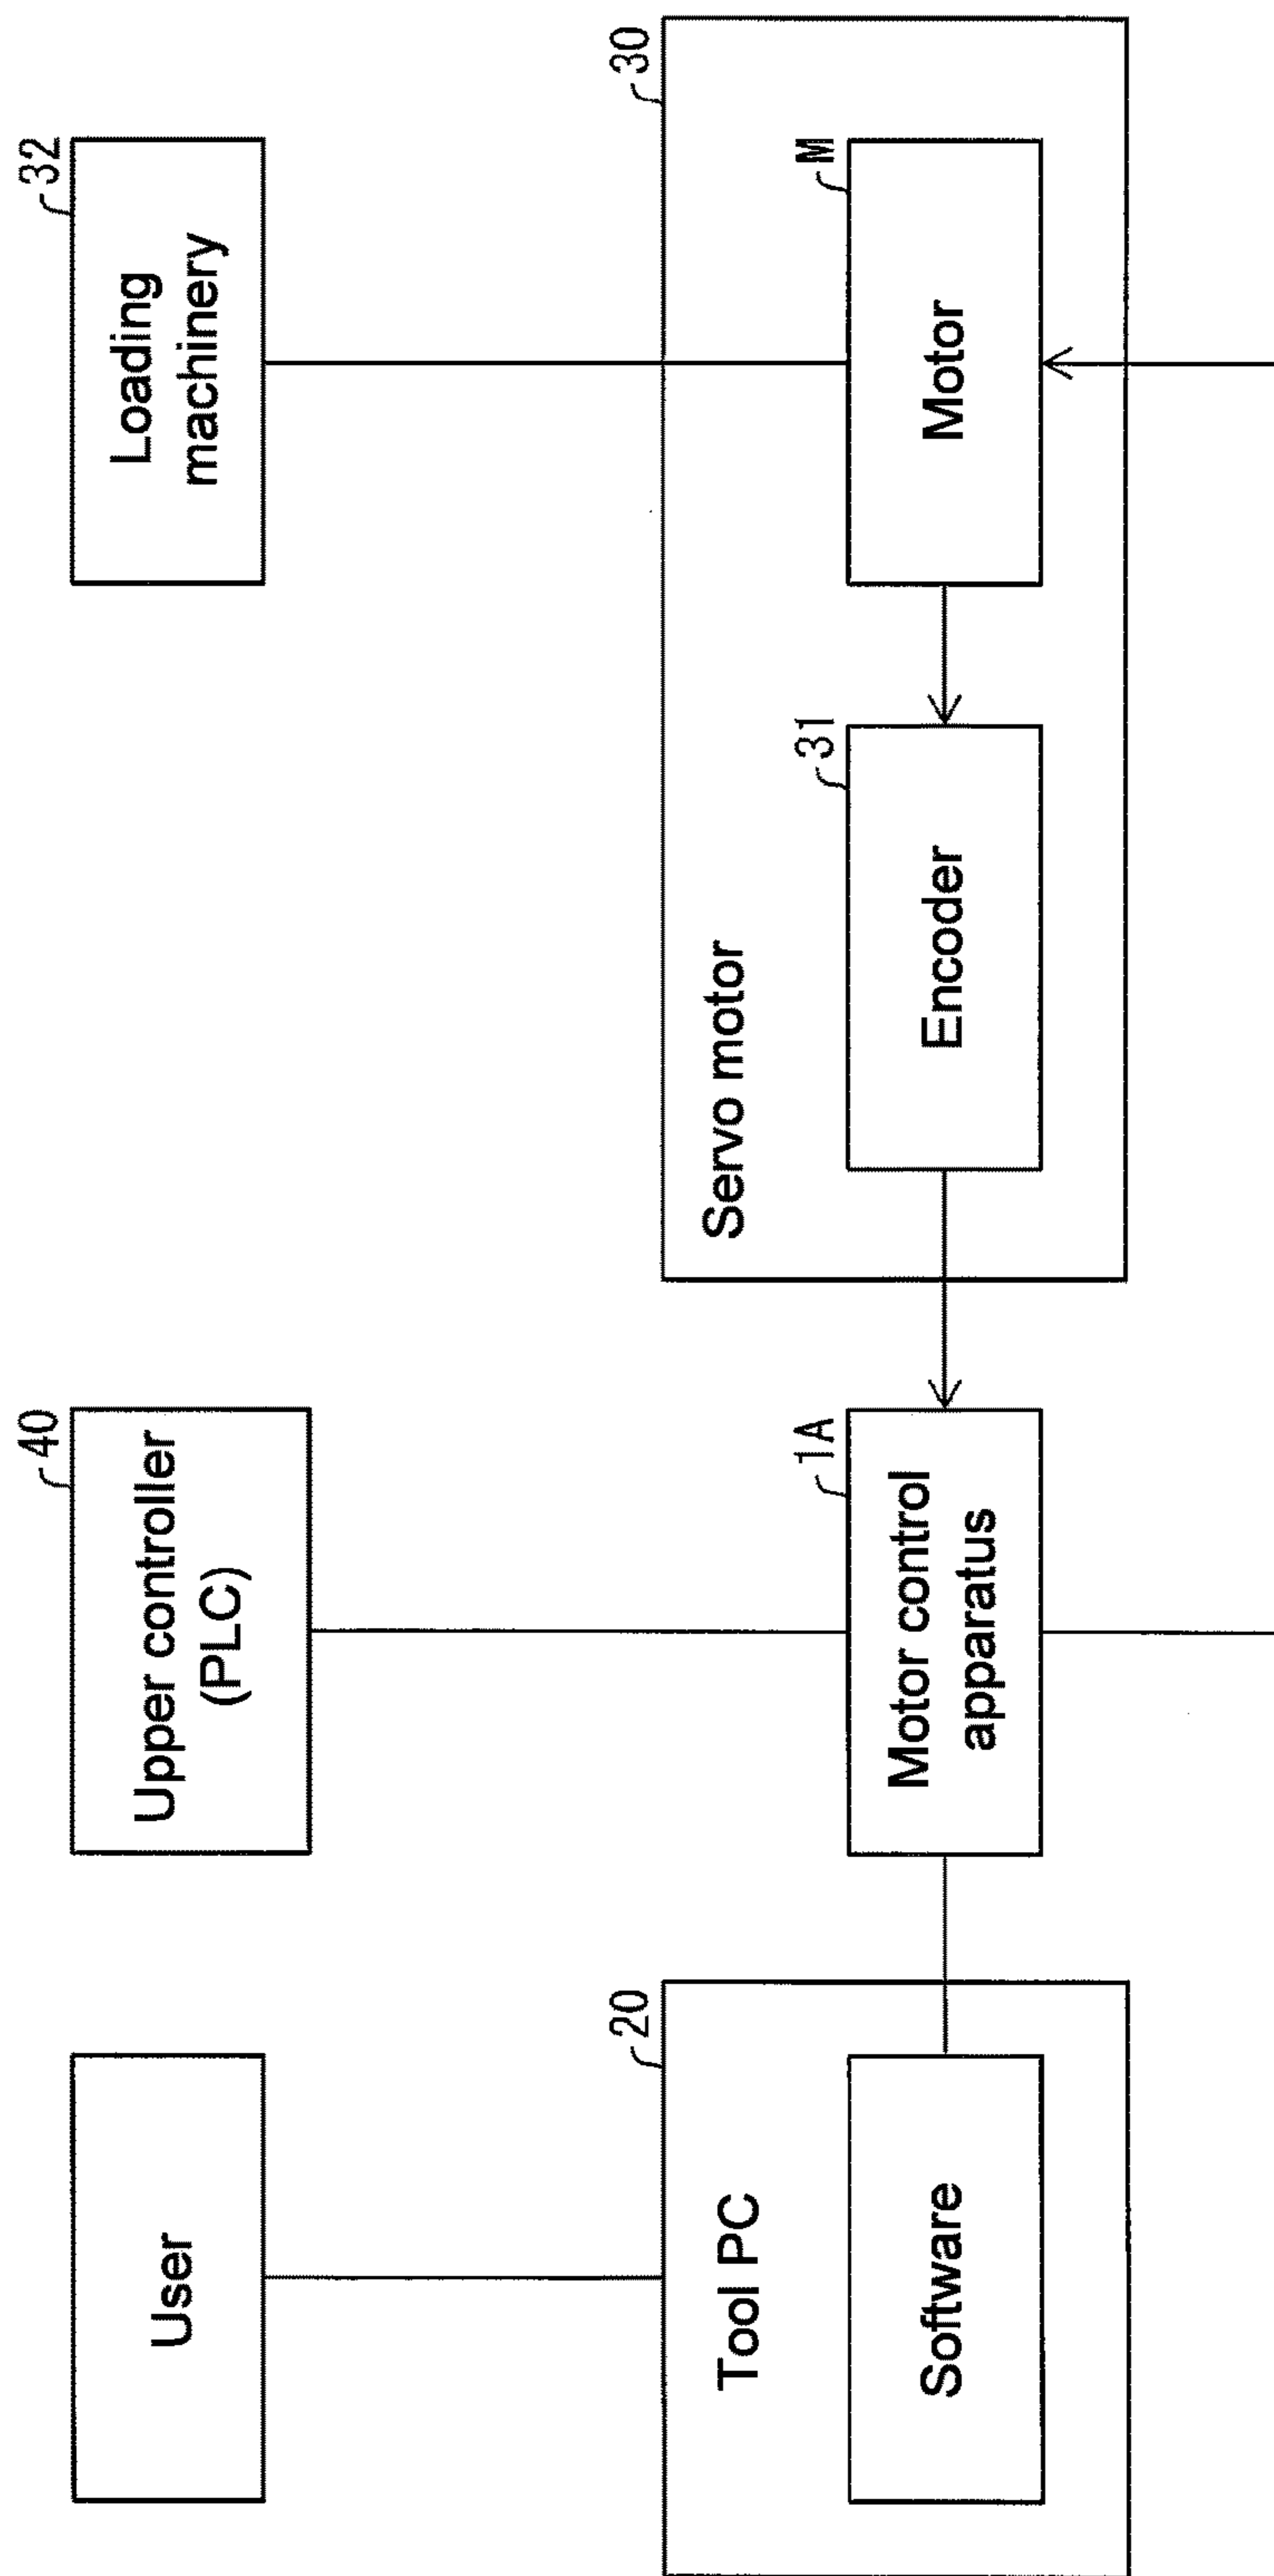 User
Upper controller
(PLC)
40
Loading
machinery
32
Tool PC
20
Software
Motor control
apparatus
1A
Servo motor
30
Encoder
31
Motor
M